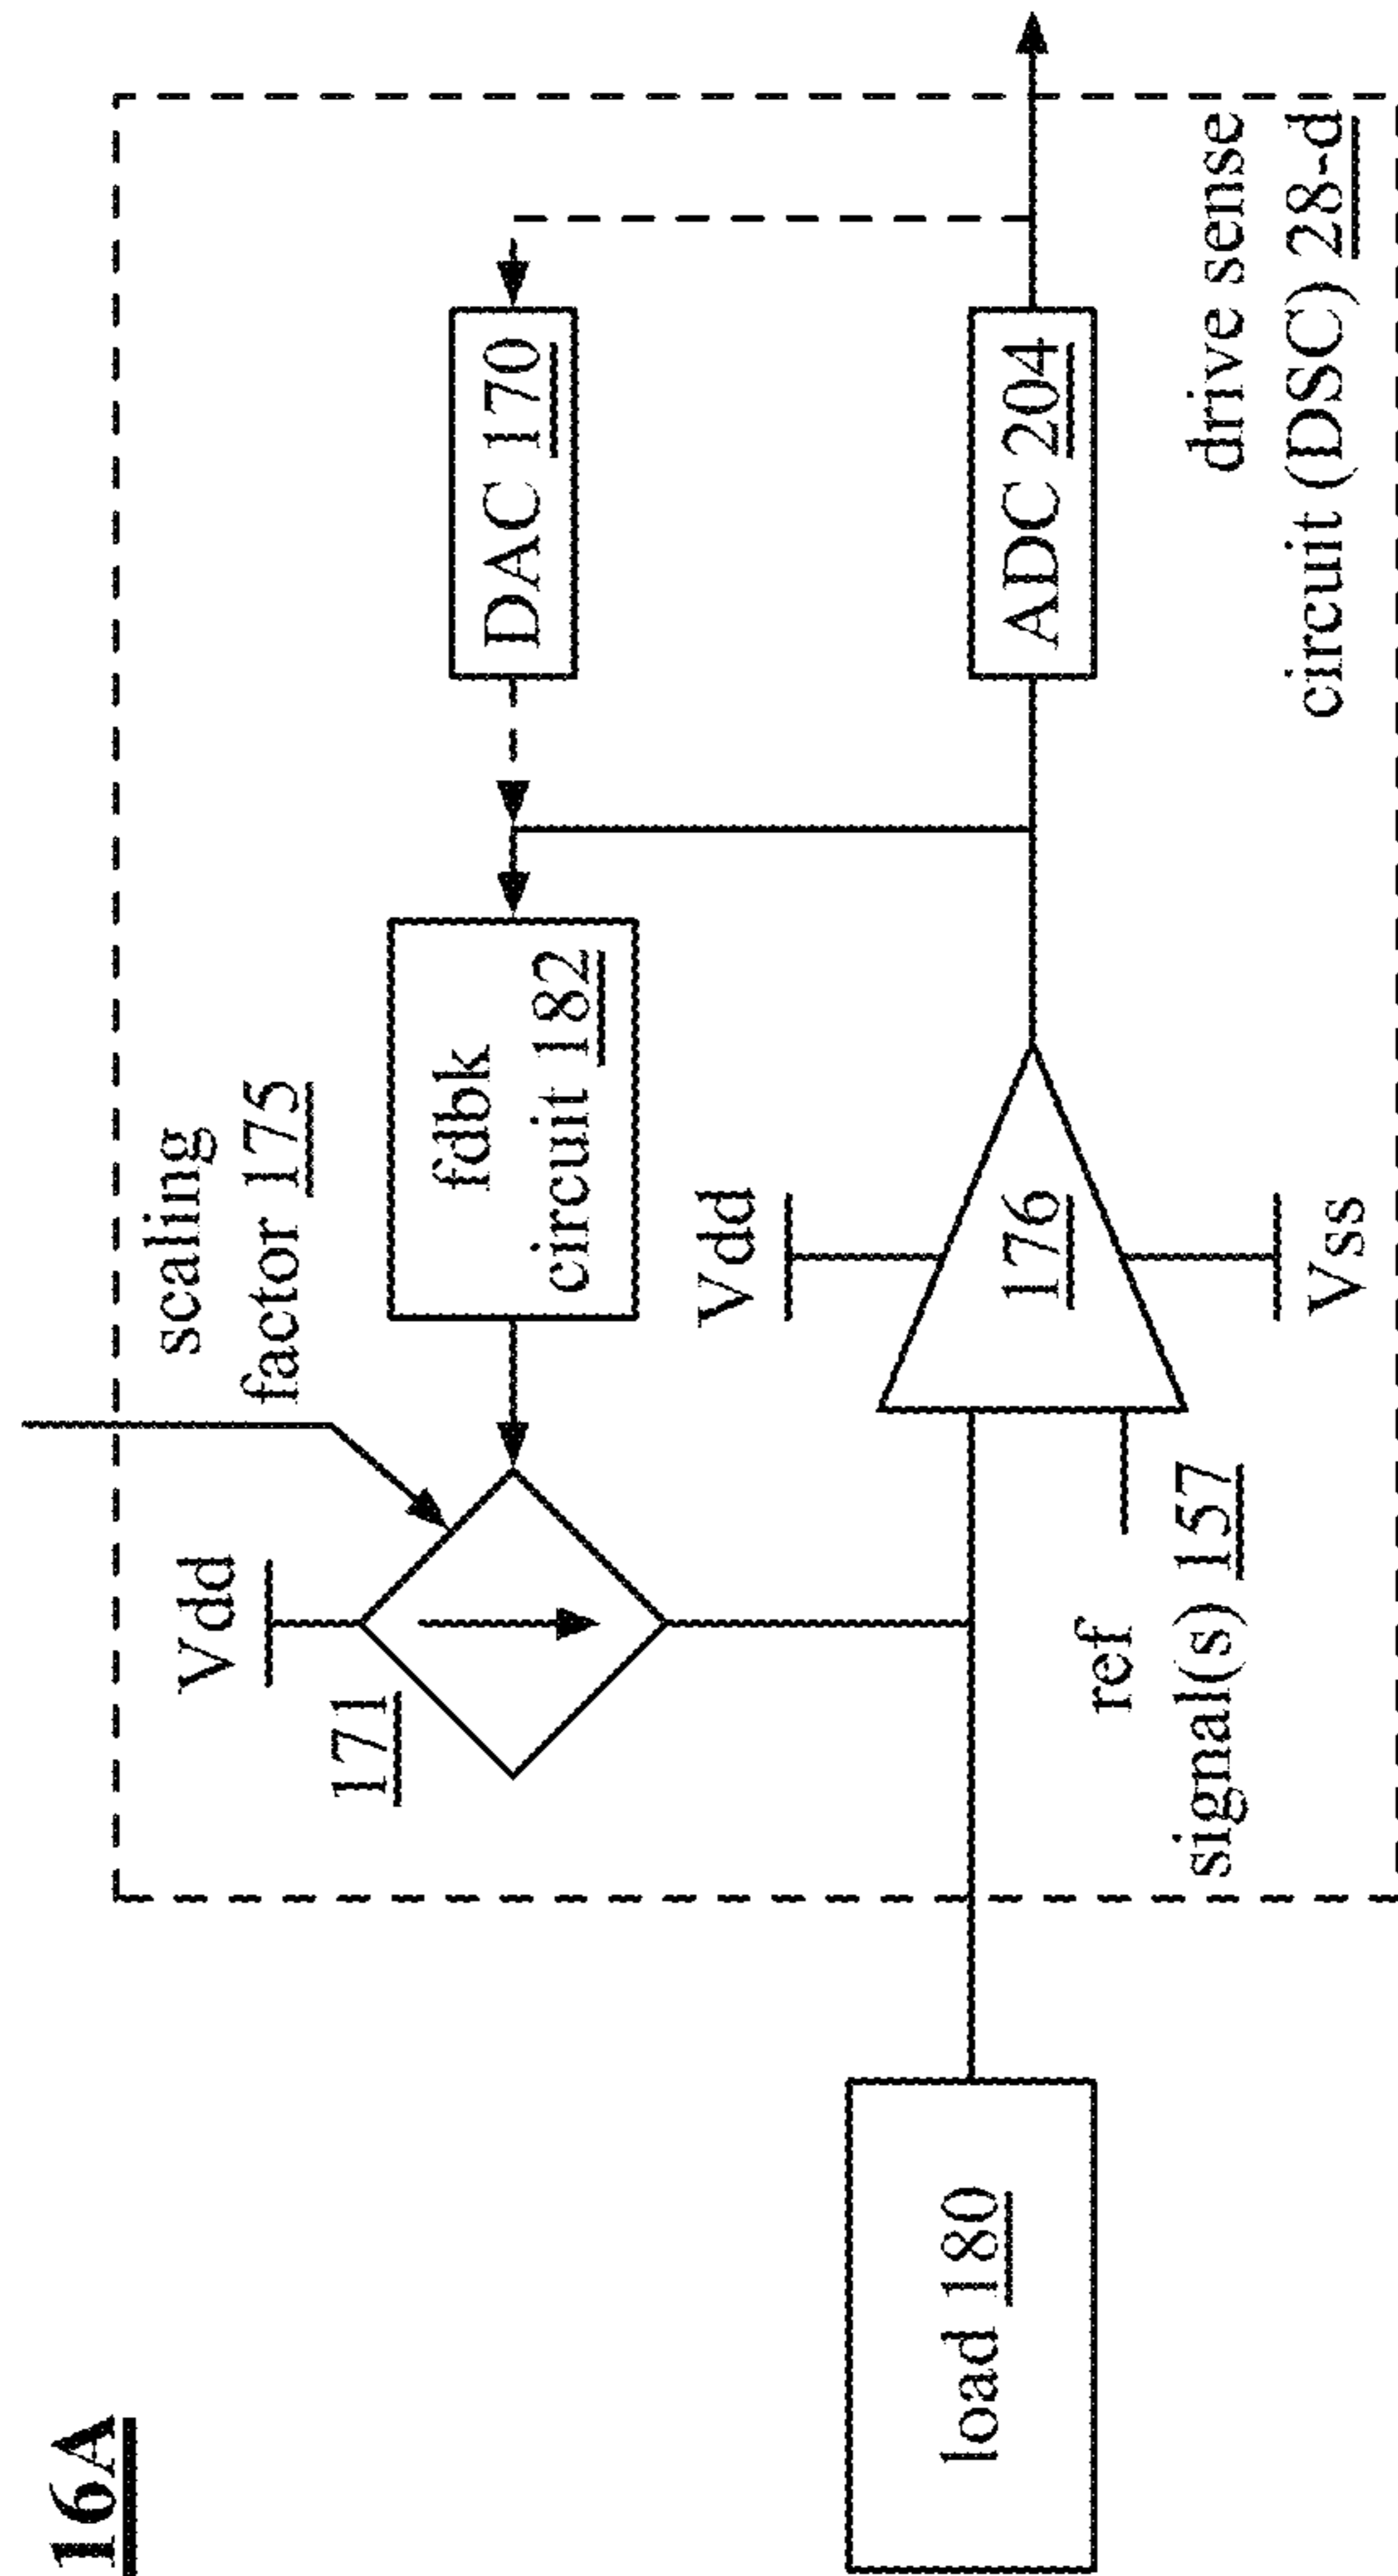 16A
scaling
factor 175
Vdd
171
fdbk
circuit 182
DAC 170
Vdd
176
Vss
ADC 204
load 180
ref
signal(s) 157
drive sense
circuit (DSC) 28-d